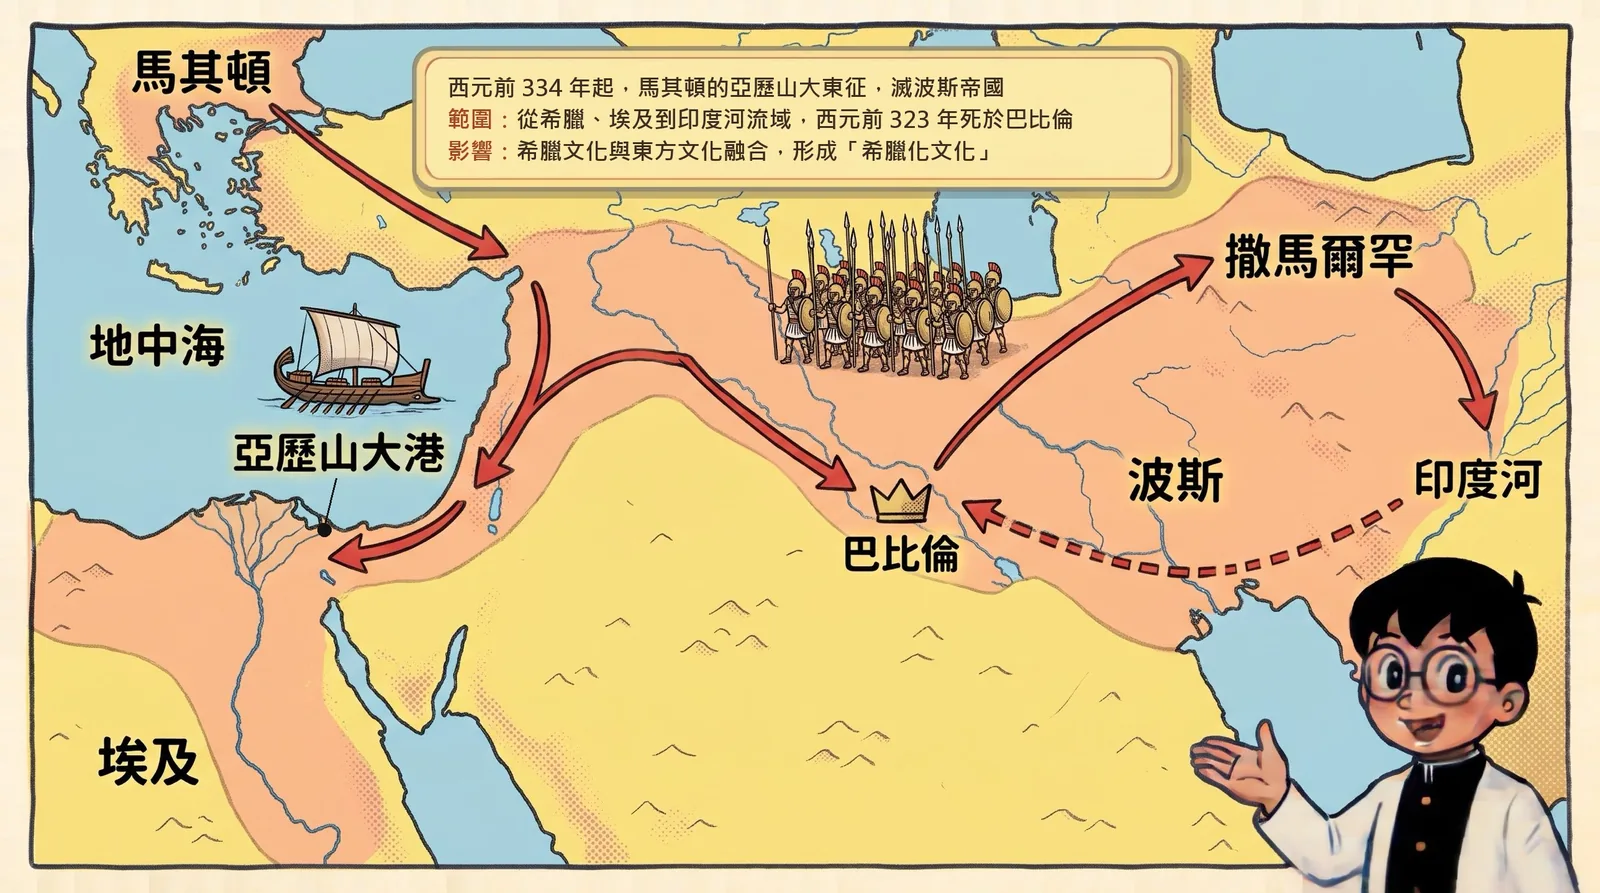 馬其頓
西元前 334 年起，馬其頓的亞歷山大東征，滅波斯帝國
範圍：從希臘、埃及到印度河流域，西元前 323 年死於巴比倫
影響：希臘文化與東方文化融合，形成「希臘化文化」
撒馬爾罕
地中海
亞歷山大港
波斯
印度河
巴比倫
埃及